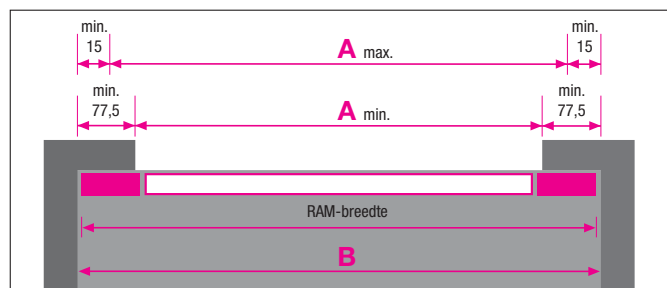 min. min.
15 A max. 15
min. min.
77,5 A min. 77,5
RAM-breedte
B